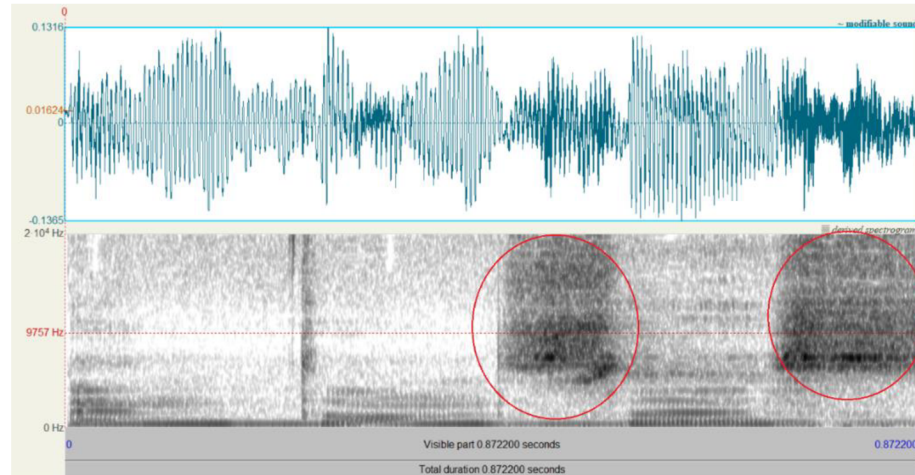 0
0.1316
~ modifiable sound
0.01624
0
-0.1365
2·10⁴ Hz
derived spectrogram
9757 Hz
0 Hz
0 Visible part 0.872200 seconds 0.872200
Total duration 0.872200 seconds